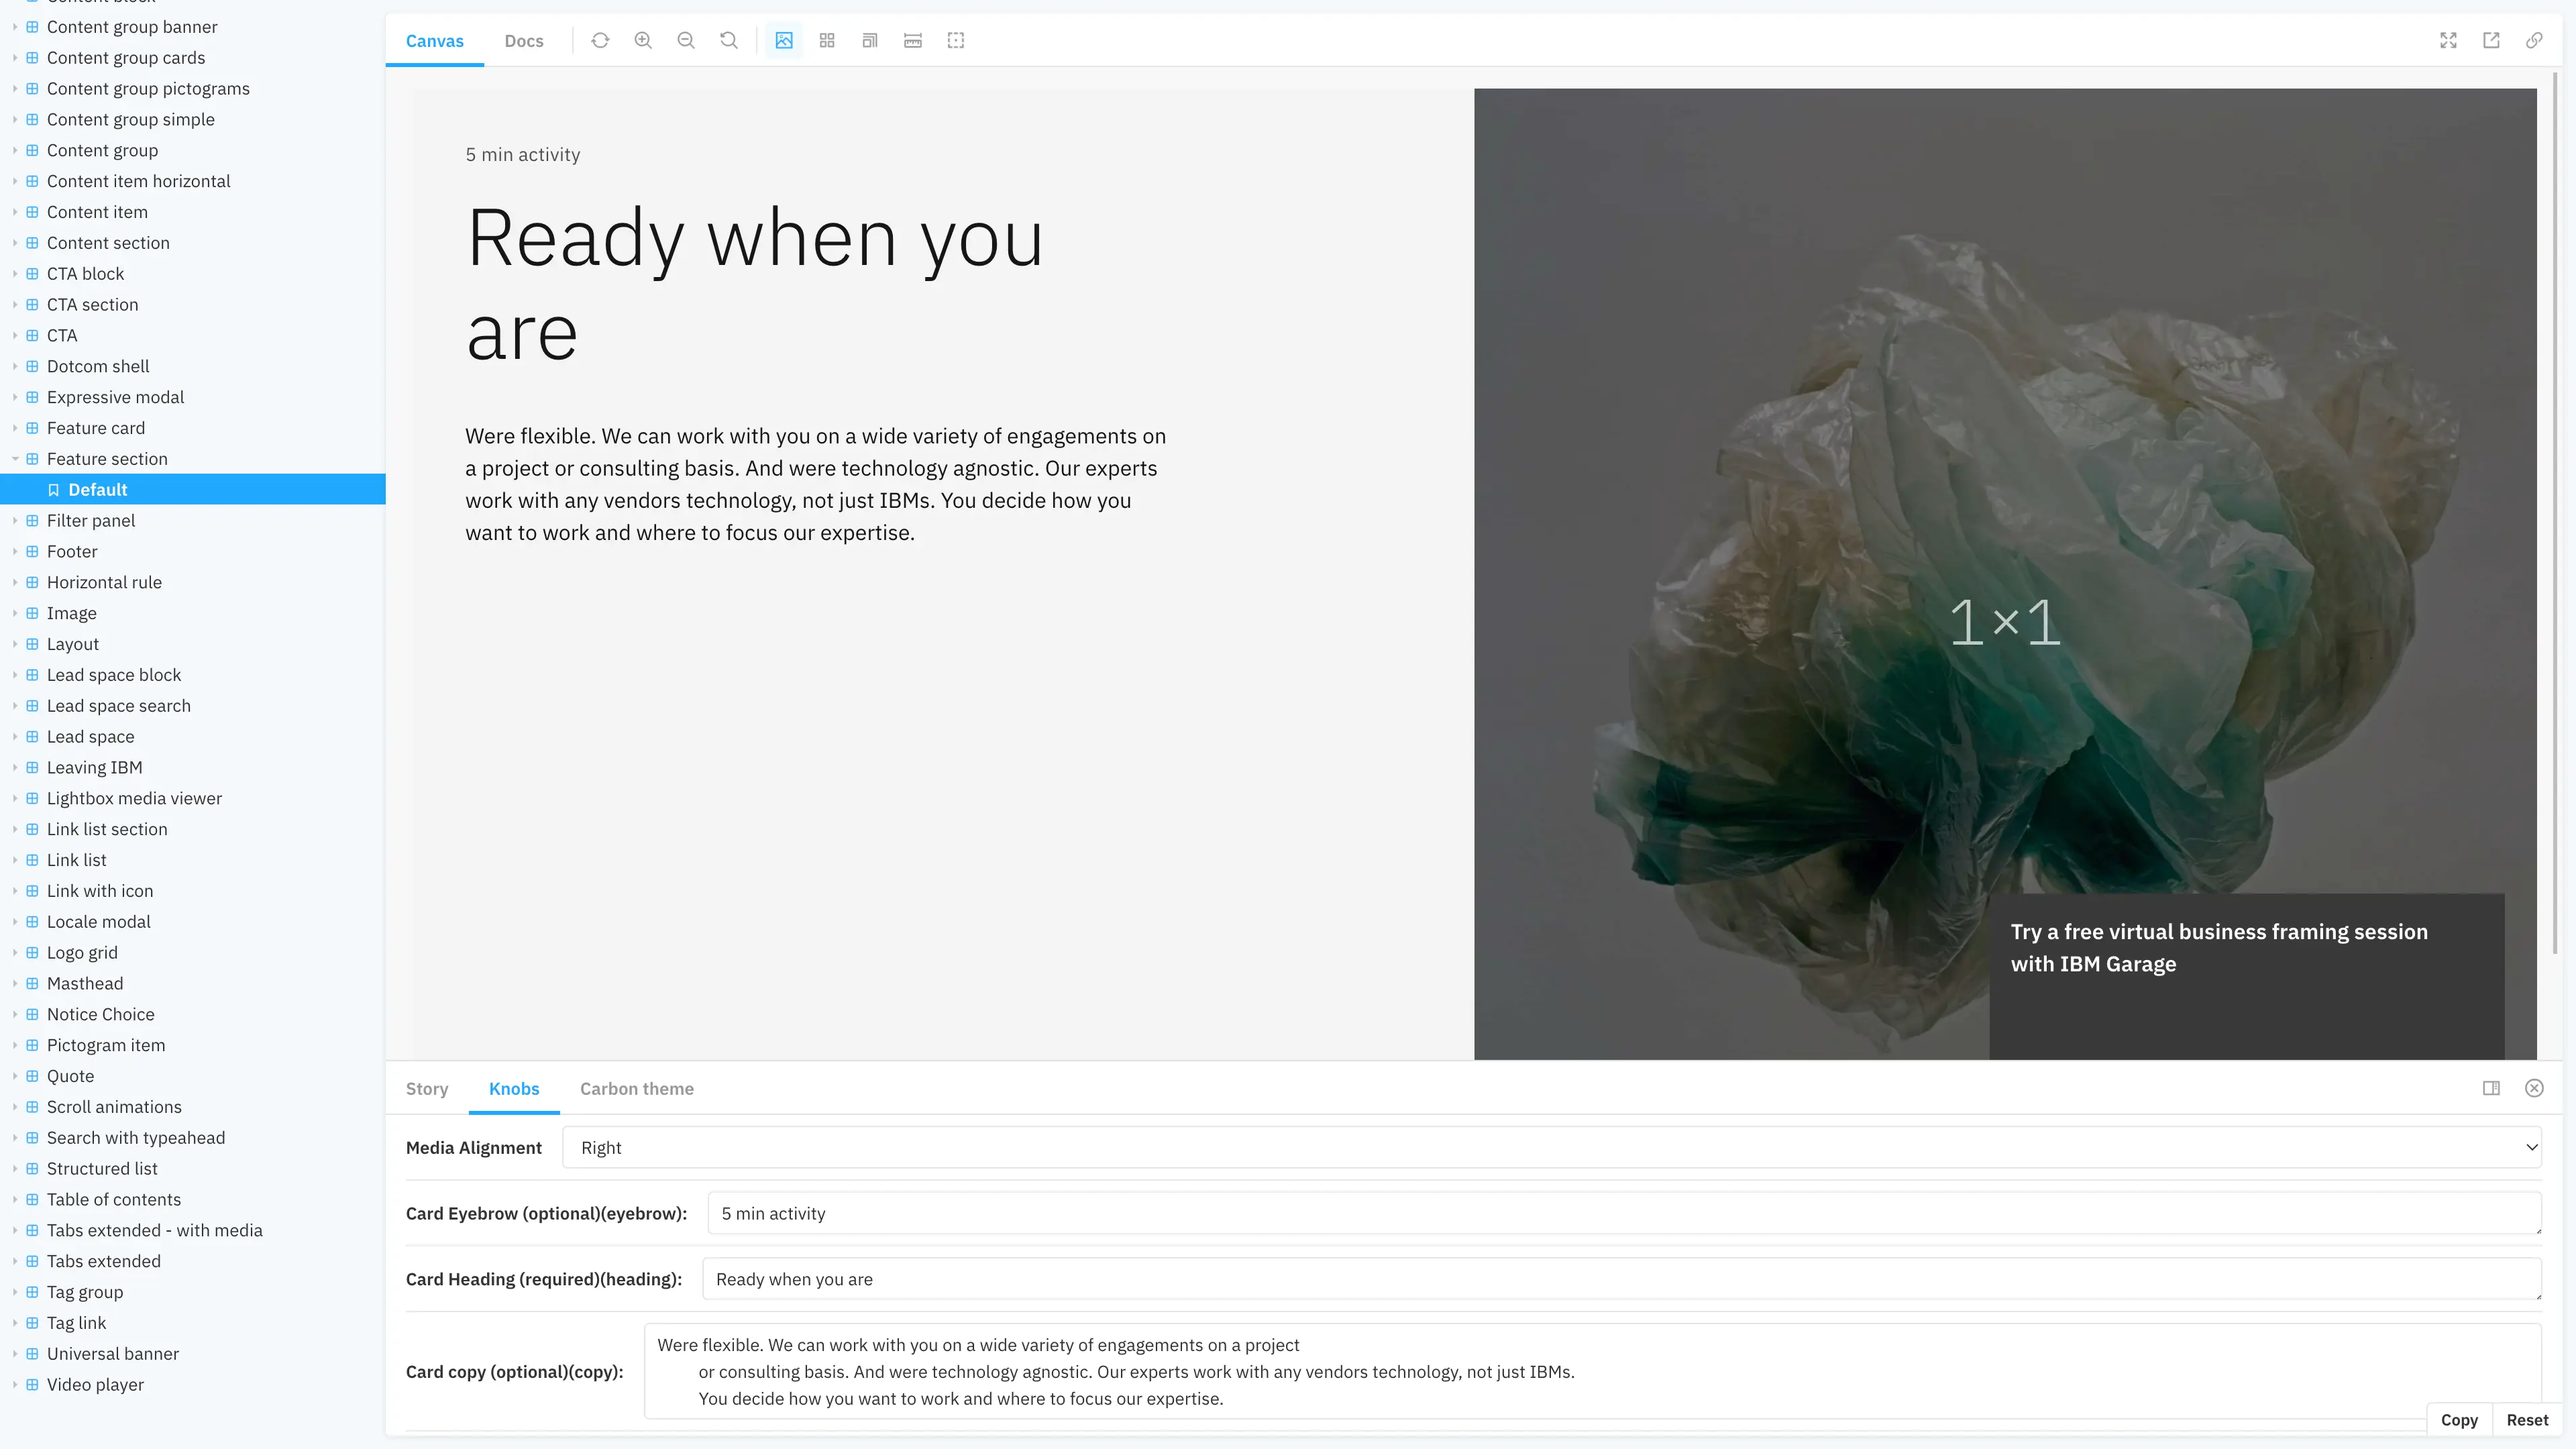 Content group banner
Content group cards
Content group pictograms
Content group simple
Content group
Content item horizontal
Content item
Content section
CTA block
CTA section
CTA
Dotcom shell
Expressive modal
Feature card
Feature section
Default
Filter panel
Footer
Horizontal rule
Image
Layout
Lead space block
Lead space search
Lead space
Leaving IBM
Lightbox media viewer
Link list section
Link list
Link with icon
Locale modal
Logo grid
Masthead
Notice Choice
Pictogram item
Quote
Scroll animations
Search with typeahead
Structured list
Table of contents
Tabs extended - with media
Tabs extended
Tag group
Tag link
Universal banner
Video player
Canvas
Docs
5 min activity
Ready when you
are
Were flexible. We can work with you on a wide variety of engagements on
a project or consulting basis. And were technology agnostic. Our experts
work with any vendors technology, not just IBMs. You decide how you
want to work and where to focus our expertise.
1×1
Try a free virtual business framing session
with IBM Garage
Story
Knobs
Carbon theme
Media Alignment
Right
Card Eyebrow (optional)(eyebrow):
5 min activity
Card Heading (required)(heading):
Ready when you are
Card copy (optional)(copy):
Were flexible. We can work with you on a wide variety of engagements on a project
or consulting basis. And were technology agnostic. Our experts work with any vendors technology, not just IBMs.
You decide how you want to work and where to focus our expertise.
Copy
Reset